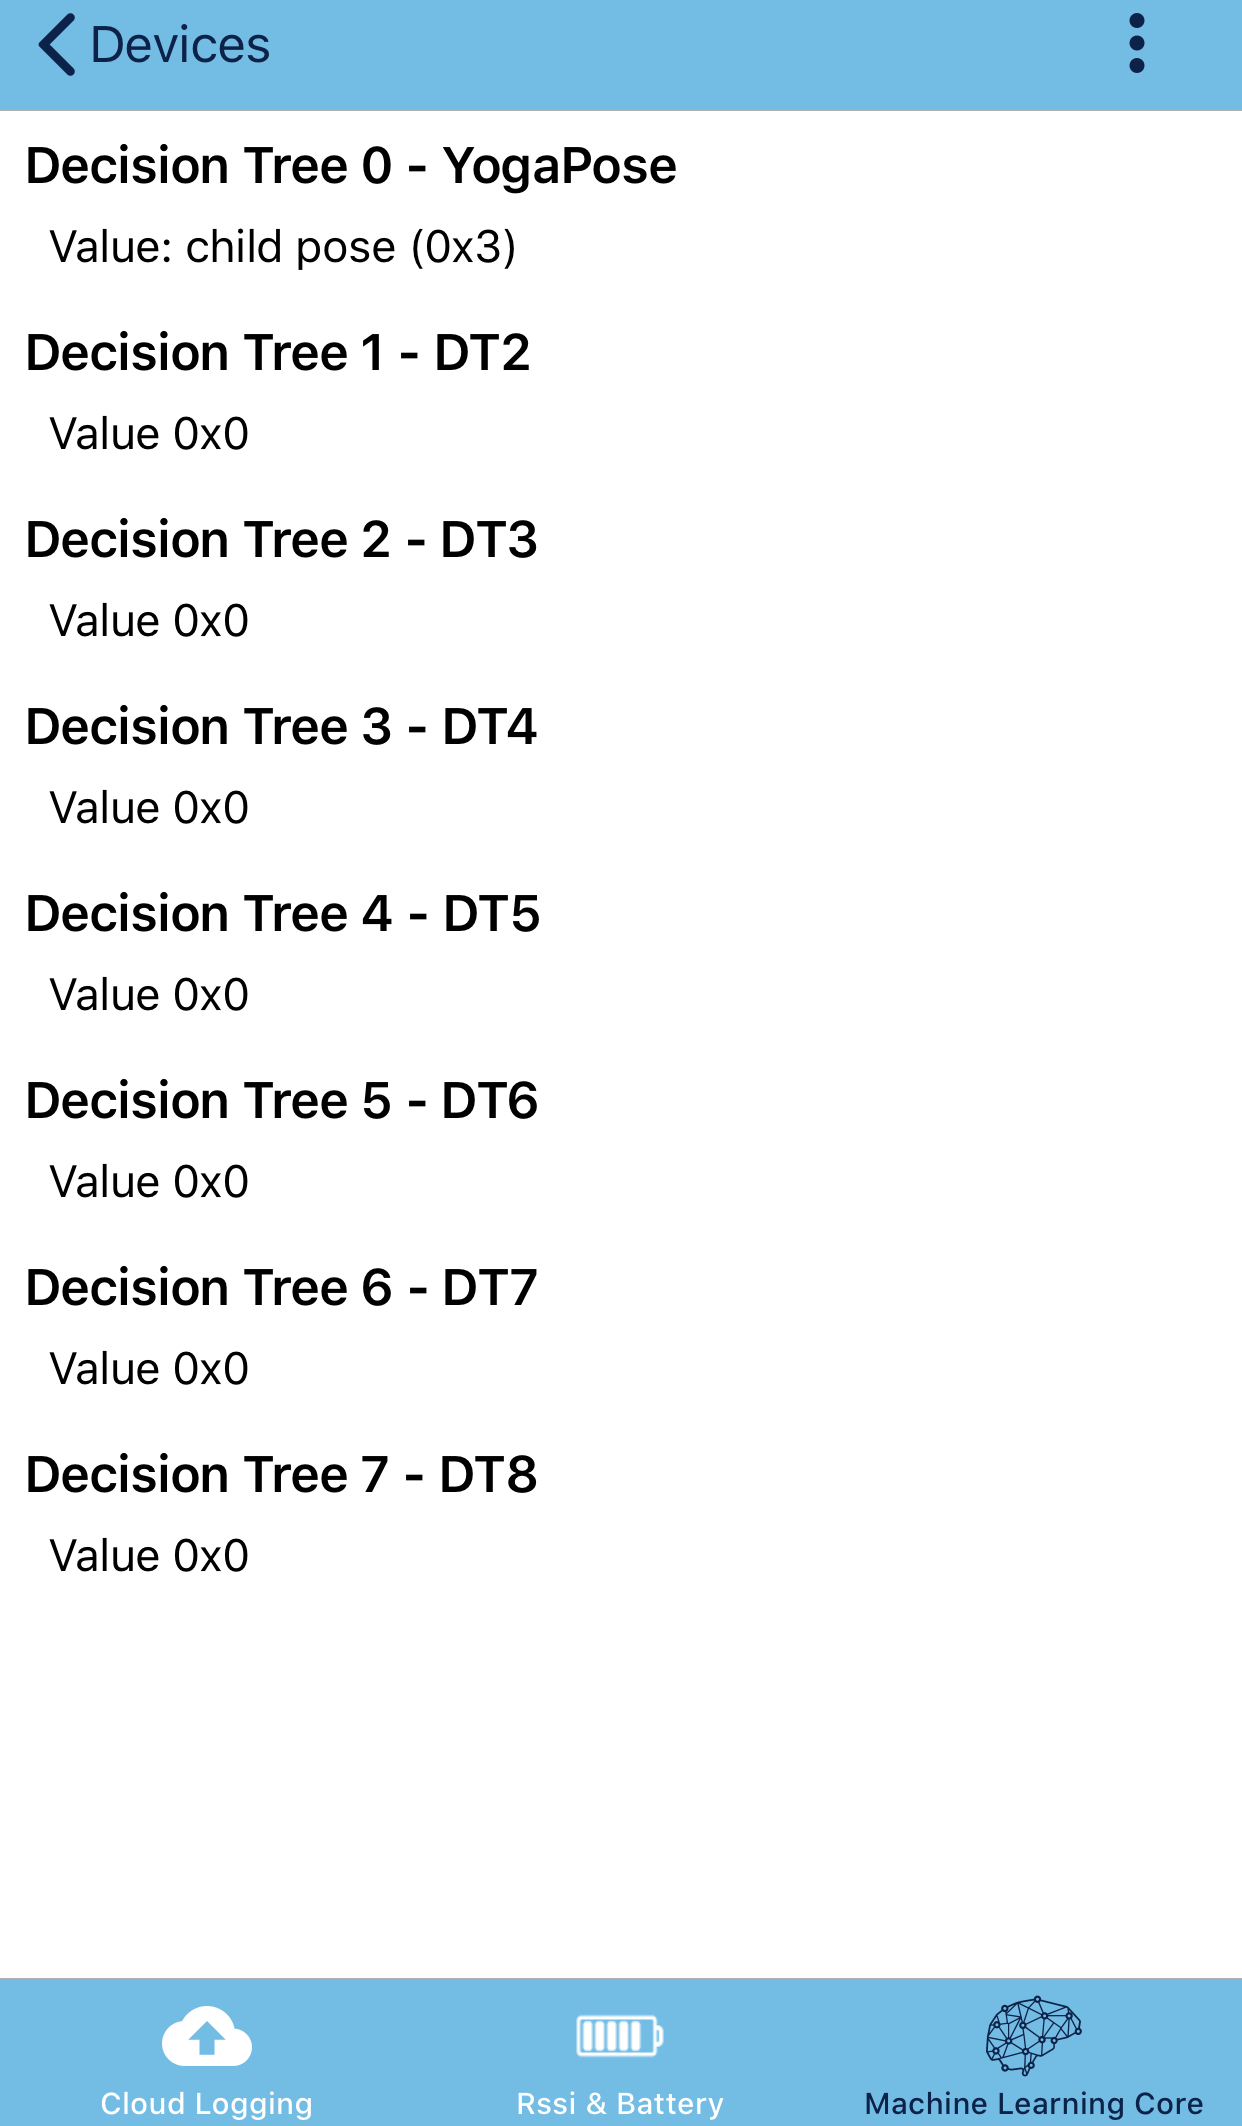 Devices
Decision Tree 0 - YogaPose
Value: child pose (0x3)
Decision Tree 1 - DT2
Value 0x0
Decision Tree 2 - DT3
Value 0x0
Decision Tree 3 - DT4
Value 0x0
Decision Tree 4 - DT5
Value 0x0
Decision Tree 5 - DT6
Value 0x0
Decision Tree 6 - DT7
Value 0x0
Decision Tree 7 - DT8
Value 0x0
Cloud Logging
Rssi & Battery
Machine Learning Core